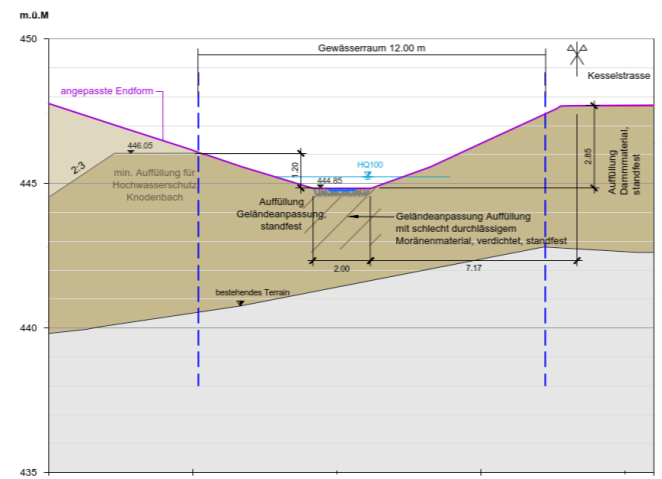 m.ü.M
450
Gewässerraum 12.00 m
Kesselstrasse
angepasste Endform
446.05
2-3
min. Auffüllung für
Hochwasserschutz
Knodenbach
1.20
HQ100
444.85
2.85
Auffüllung
Dammmaterial,
standfest
445
Auffüllung
Geländeanpassung,
standfest
Geländeanpassung Auffüllung
mit schlecht durchlässigem
Moränenmaterial, verdichtet, standfest
2.00
7.17
bestehendes Terrain
440
435